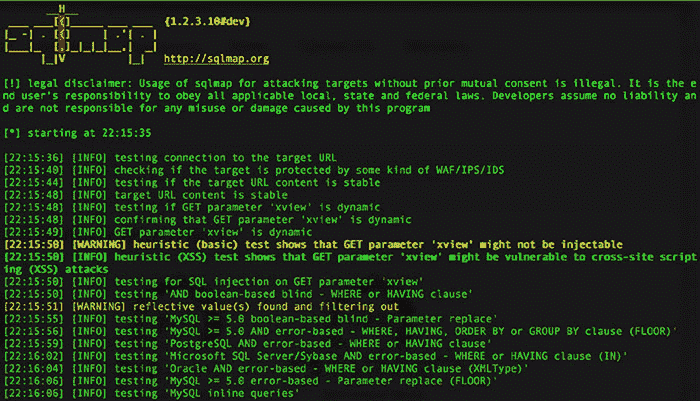 {1.2.3.10#dev}
http://sqlmap.org
[!] legal disclaimer: Usage of sqlmap for attacking targets without prior mutual consent is illegal. It is the e
nd user's responsibility to obey all applicable local, state and federal laws. Developers assume no liability an
d are not responsible for any misuse or damage caused by this program
[*] starting at 22:15:35
[22:15:36] [INFO] testing connection to the target URL
[22:15:40] [INFO] checking if the target is protected by some kind of WAF/IPS/IDS
[22:15:44] [INFO] testing if the target URL content is stable
[22:15:48] [INFO] target URL content is stable
[22:15:48] [INFO] testing if GET parameter 'xview' is dynamic
[22:15:48] [INFO] confirming that GET parameter 'xview' is dynamic
[22:15:49] [INFO] GET parameter 'xview' is dynamic
[22:15:50] [WARNING] heuristic (basic) test shows that GET parameter 'xview' might not be injectable
[22:15:50] [INFO] heuristic (XSS) test shows that GET parameter 'xview' might be vulnerable to cross-site script
ing (XSS) attacks
[22:15:50] [INFO] testing for SQL injection on GET parameter 'xview'
[22:15:50] [INFO] testing 'AND boolean-based blind - WHERE or HAVING clause'
[22:15:51] [WARNING] reflective value(s) found and filtering out
[22:15:55] [INFO] testing 'MySQL >= 5.0 boolean-based blind - Parameter replace'
[22:15:56] [INFO] testing 'MySQL >= 5.0 AND error-based - WHERE, HAVING, ORDER BY or GROUP BY clause (FLOOR)'
[22:15:59] [INFO] testing 'PostgreSQL AND error-based - WHERE or HAVING clause'
[22:16:02] [INFO] testing 'Microsoft SQL Server/Sybase AND error-based - WHERE or HAVING clause (IN)'
[22:16:04] [INFO] testing 'Oracle AND error-based - WHERE or HAVING clause (XMLType)'
[22:16:06] [INFO] testing 'MySQL >= 5.0 error-based - Parameter replace (FLOOR)'
[22:16:06] [INFO] testing 'MySQL inline queries'